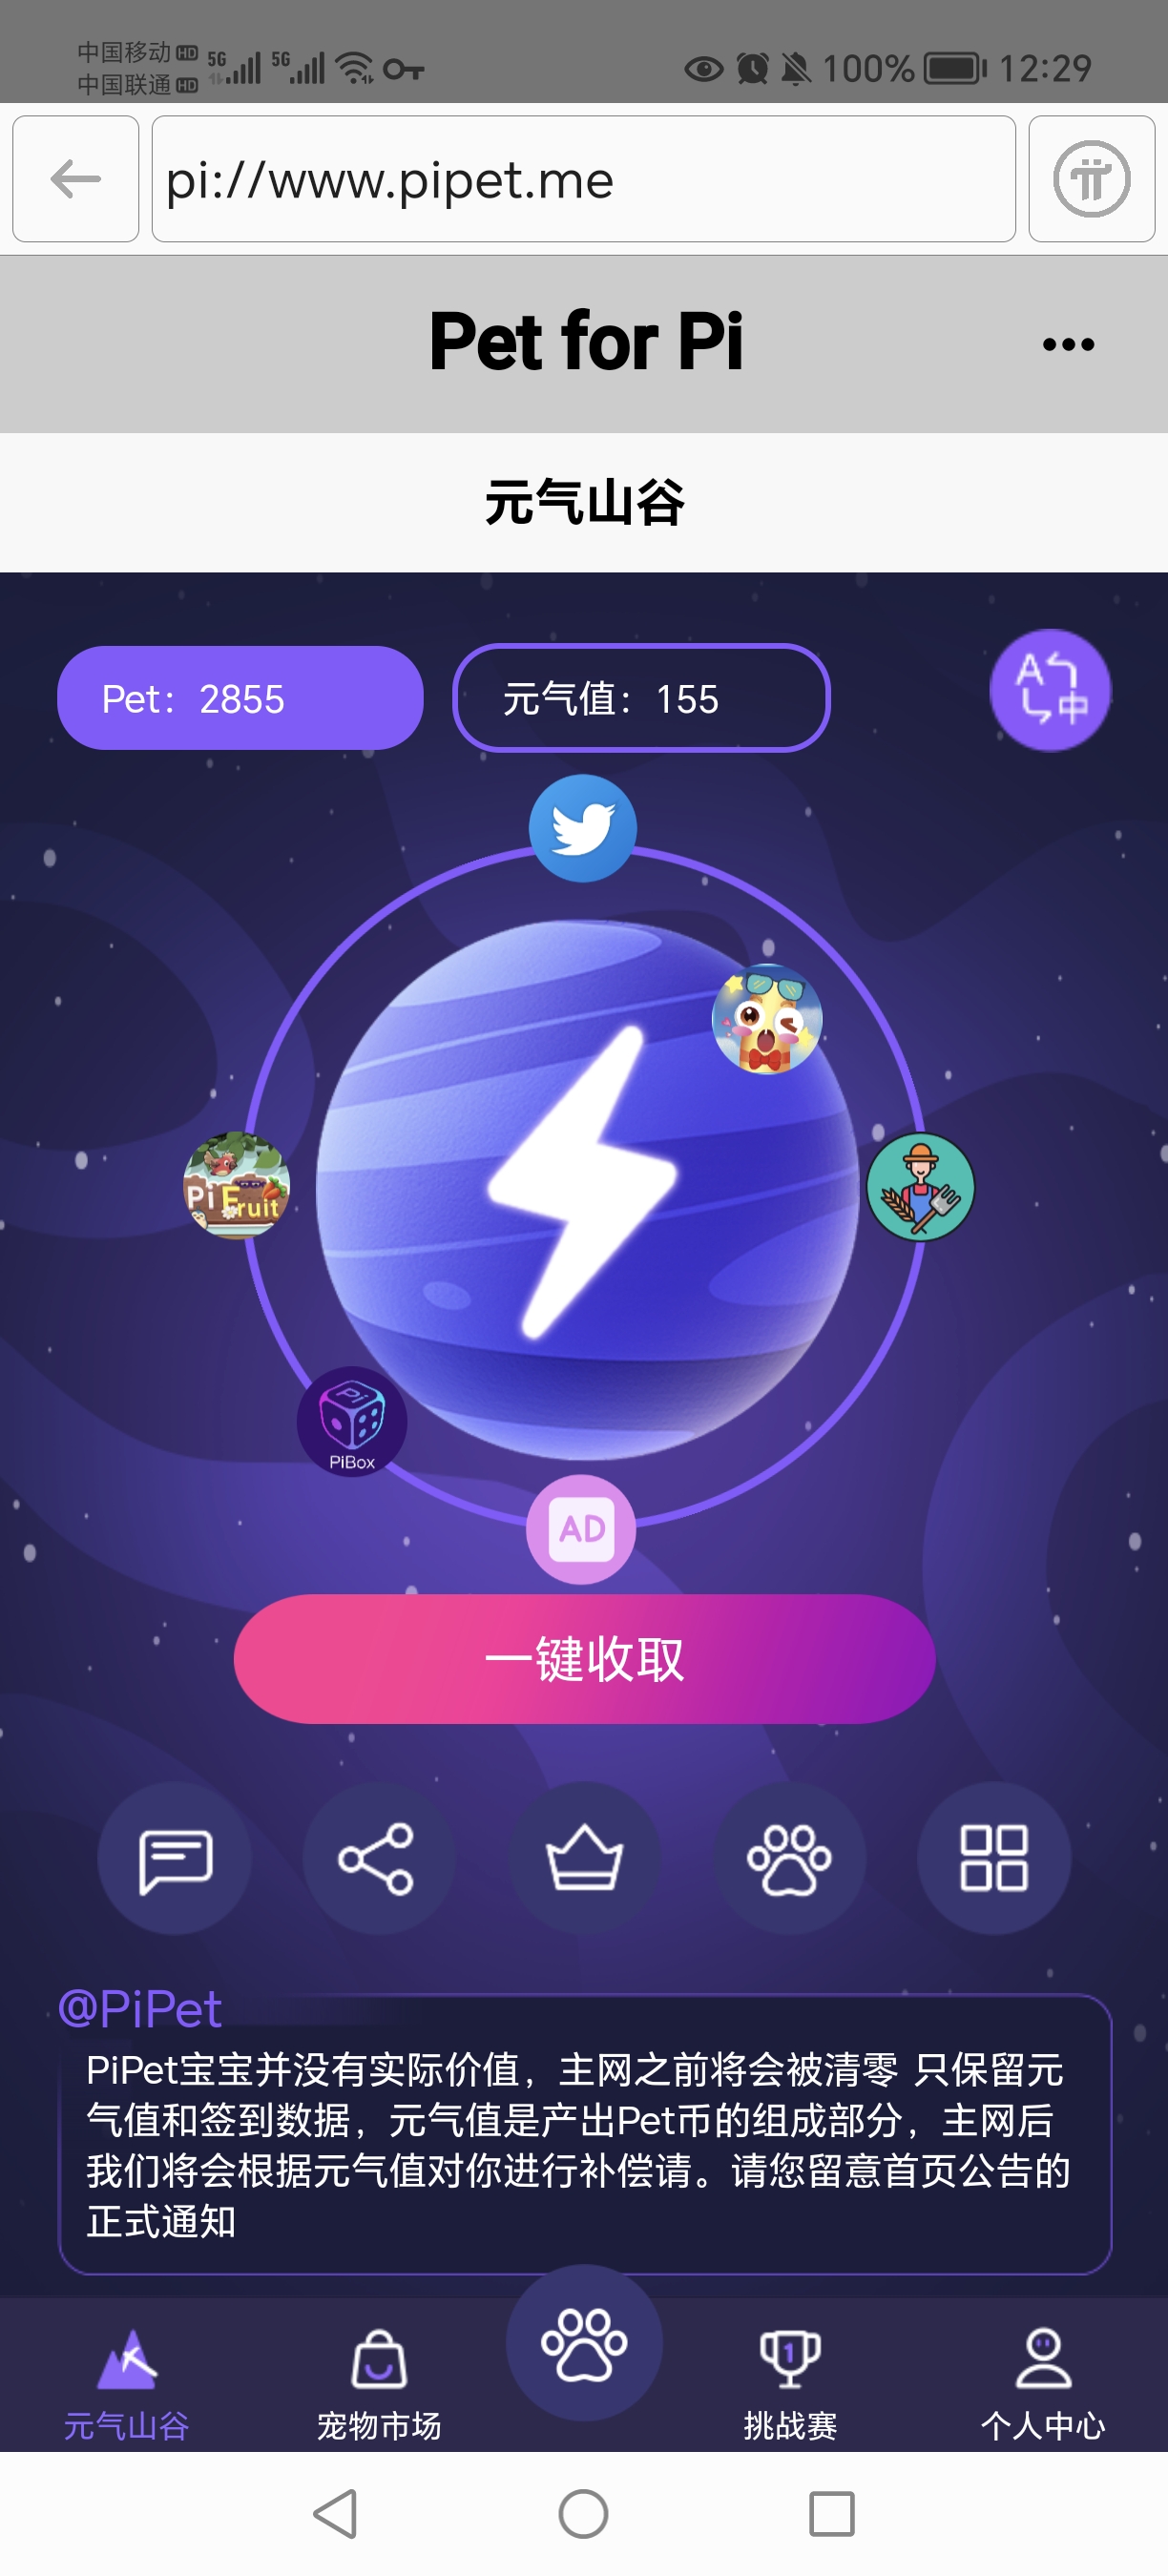 中国移动 HD 5G 5G 100% 12:29
中国联通 HD
pi://www.pipet.me
Pet for Pi
元气山谷
Pet：2855 元气值：155
A 中
Pi Fruit
Pi
PiBox
AD
一键收取
@PiPet
PiPet宝宝并没有实际价值，主网之前将会被清零 只保留元
气值和签到数据，元气值是产出Pet币的组成部分，主网后
我们将会根据元气值对你进行补偿请。请您留意首页公告的
正式通知
1
元气山谷 宠物市场 挑战赛 个人中心